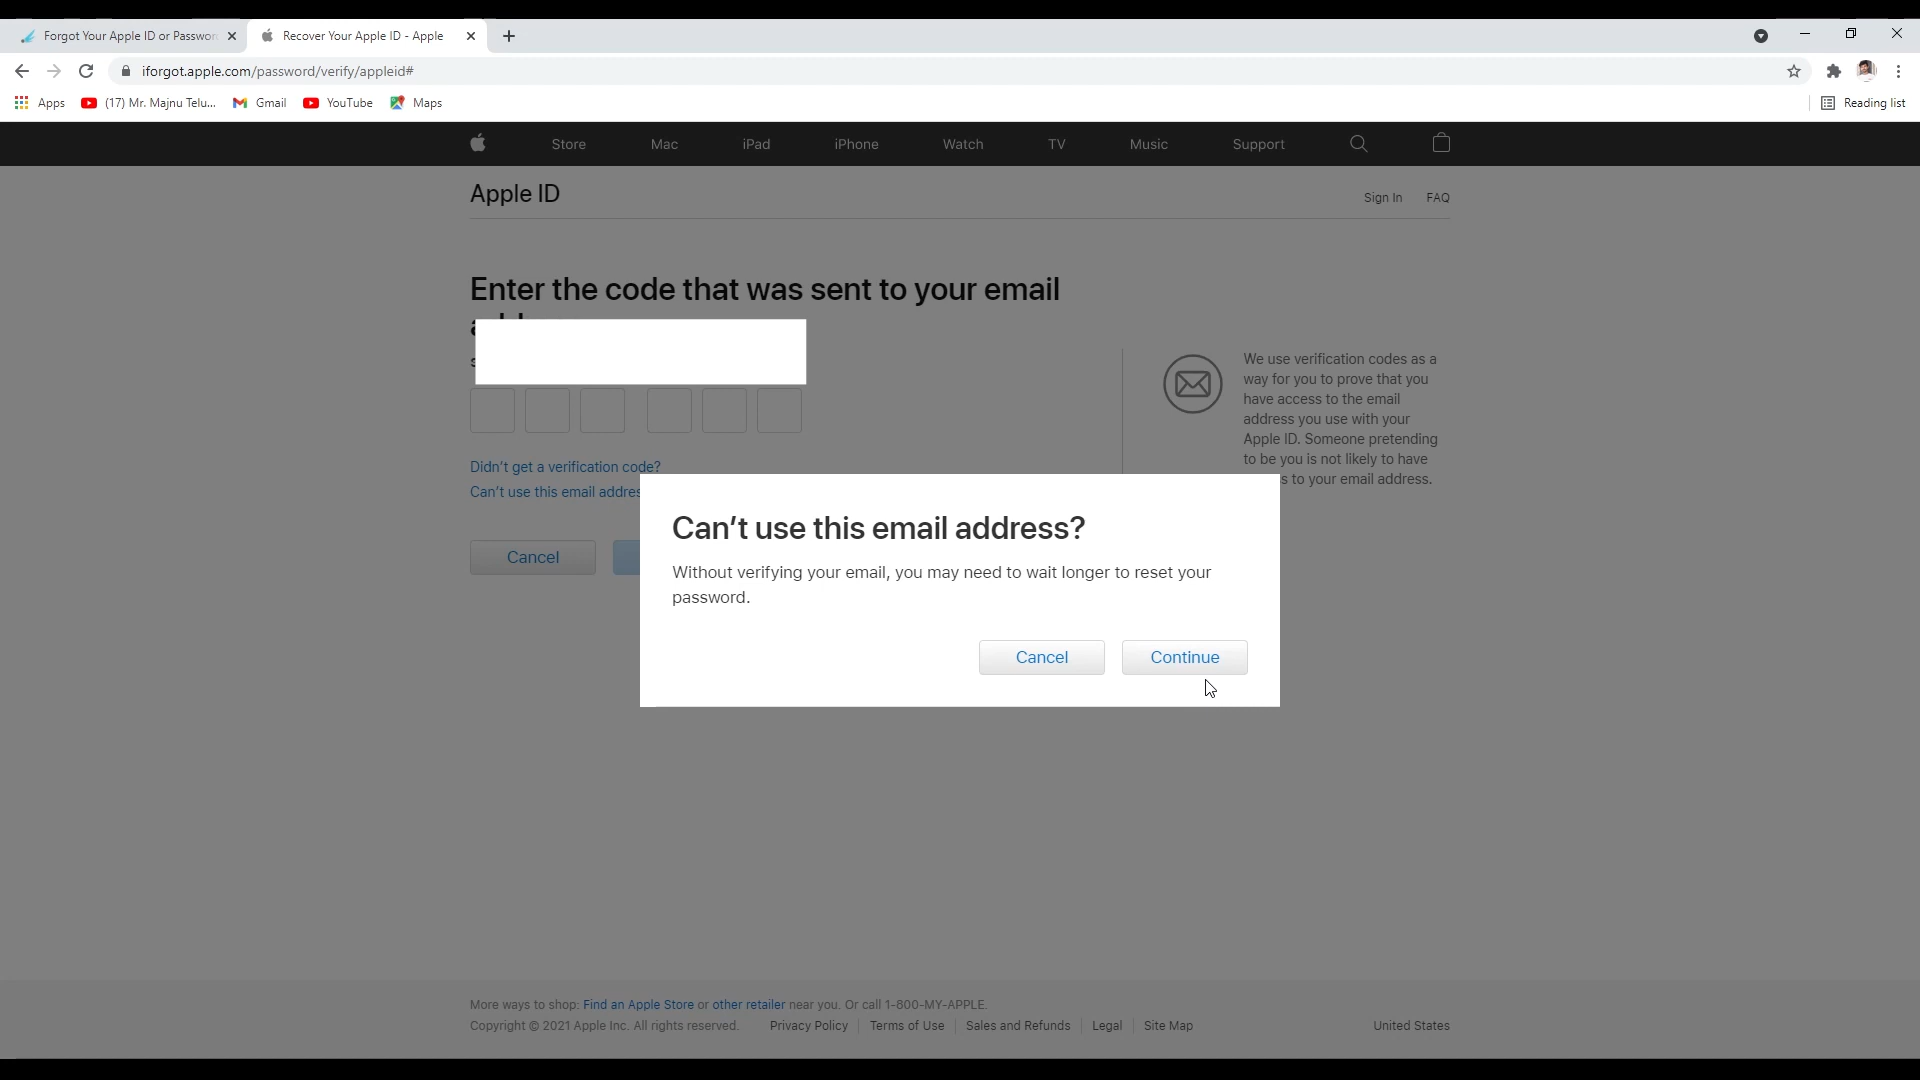 Forgot Your Apple ID or Passwor
Recover Your Apple ID - Apple
iforgot.apple.com/password/verify/appleid#
Apps
(17) Mr. Majnu Telu...
Gmail
YouTube
Maps
Reading list
Store
Mac
iPad
iPhone
Watch
TV
Music
Support
Apple ID
Sign In
FAQ
Enter the code that was sent to your email
We use verification codes as a
way for you to prove that you
have access to the email
address you use with your
Apple ID. Someone pretending
to be you is not likely to have
s to your email address.
Didn't get a verification code?
Can't use this email addres
Cancel
Can't use this email address?
Without verifying your email, you may need to wait longer to reset your
password.
Cancel
Continue
More ways to shop: Find an Apple Store or other retailer near you. Or call 1-800-MY-APPLE.
Copyright © 2021 Apple Inc. All rights reserved.
Privacy Policy
Terms of Use
Sales and Refunds
Legal
Site Map
United States